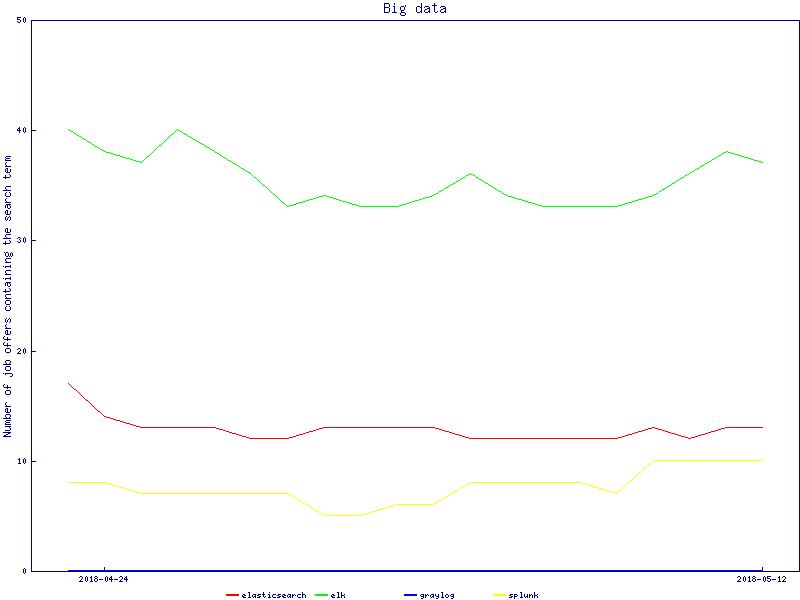 Big data
50
40
30
20
10
0
Number of job offers containing the search term
2018-04-24 2018-05-12
elasticsearch elk graylog splunk